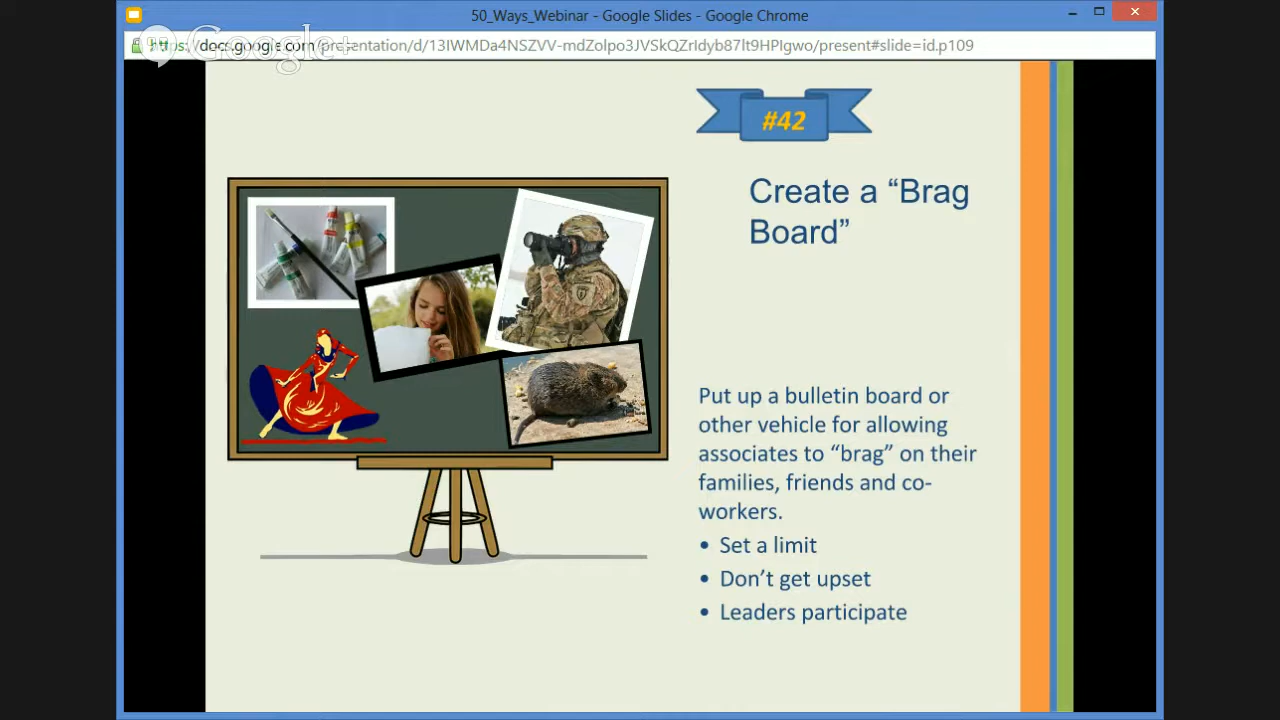 50_Ways_Webinar - Google Slides - Google Chrome
Google+
https://docs.google.com/presentation/d/13IWMDa4NSZVV-mdZolpo3JVSkQZrIdyb87lt9HPIgwo/present#slide=id.p109
#42
Create a “Brag
Board”
Put up a bulletin board or
other vehicle for allowing
associates to “brag” on their
families, friends and co-
workers.
• Set a limit
• Don’t get upset
• Leaders participate